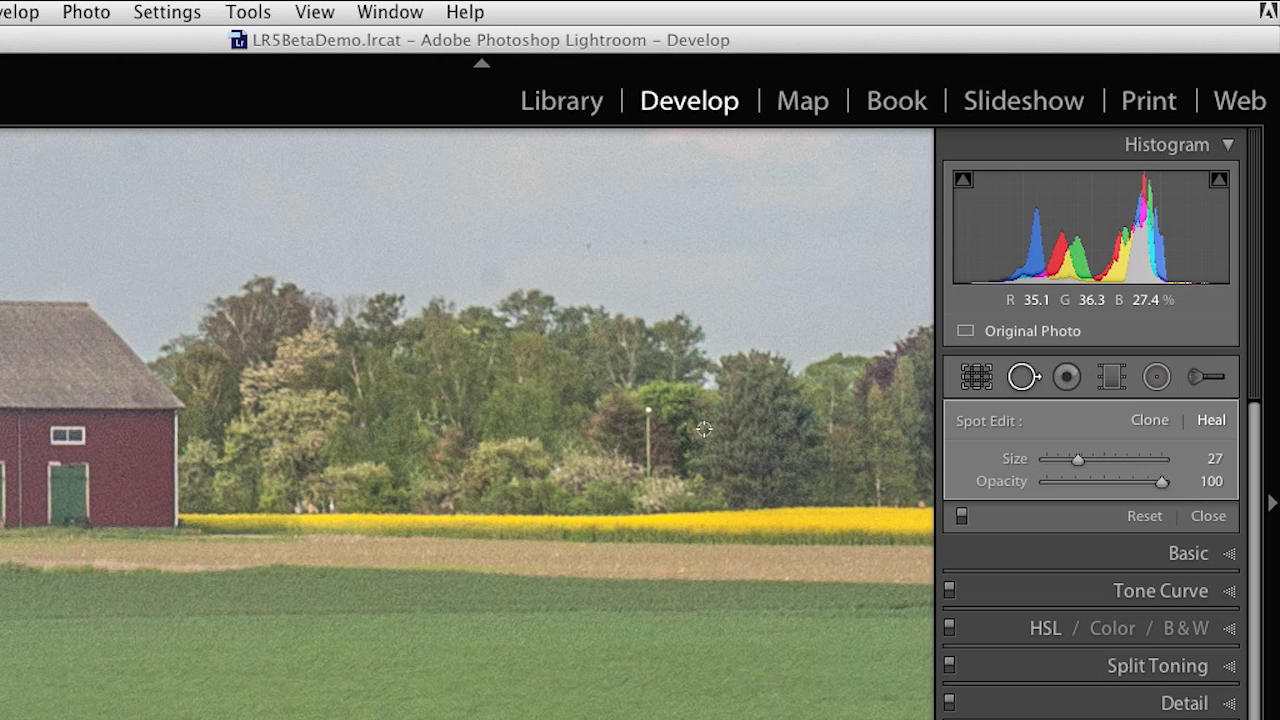 velop Photo Settings Tools View Window Help
Lr LR5BetaDemo.lrcat – Adobe Photoshop Lightroom – Develop
Library | Develop | Map | Book | Slideshow | Print | Web
Histogram
R 35.1 G 36.3 B 27.4 %
Original Photo
Spot Edit : Clone | Heal
Size 27
Opacity 100
Reset | Close
Basic
Tone Curve
HSL / Color / B & W
Split Toning
Detail